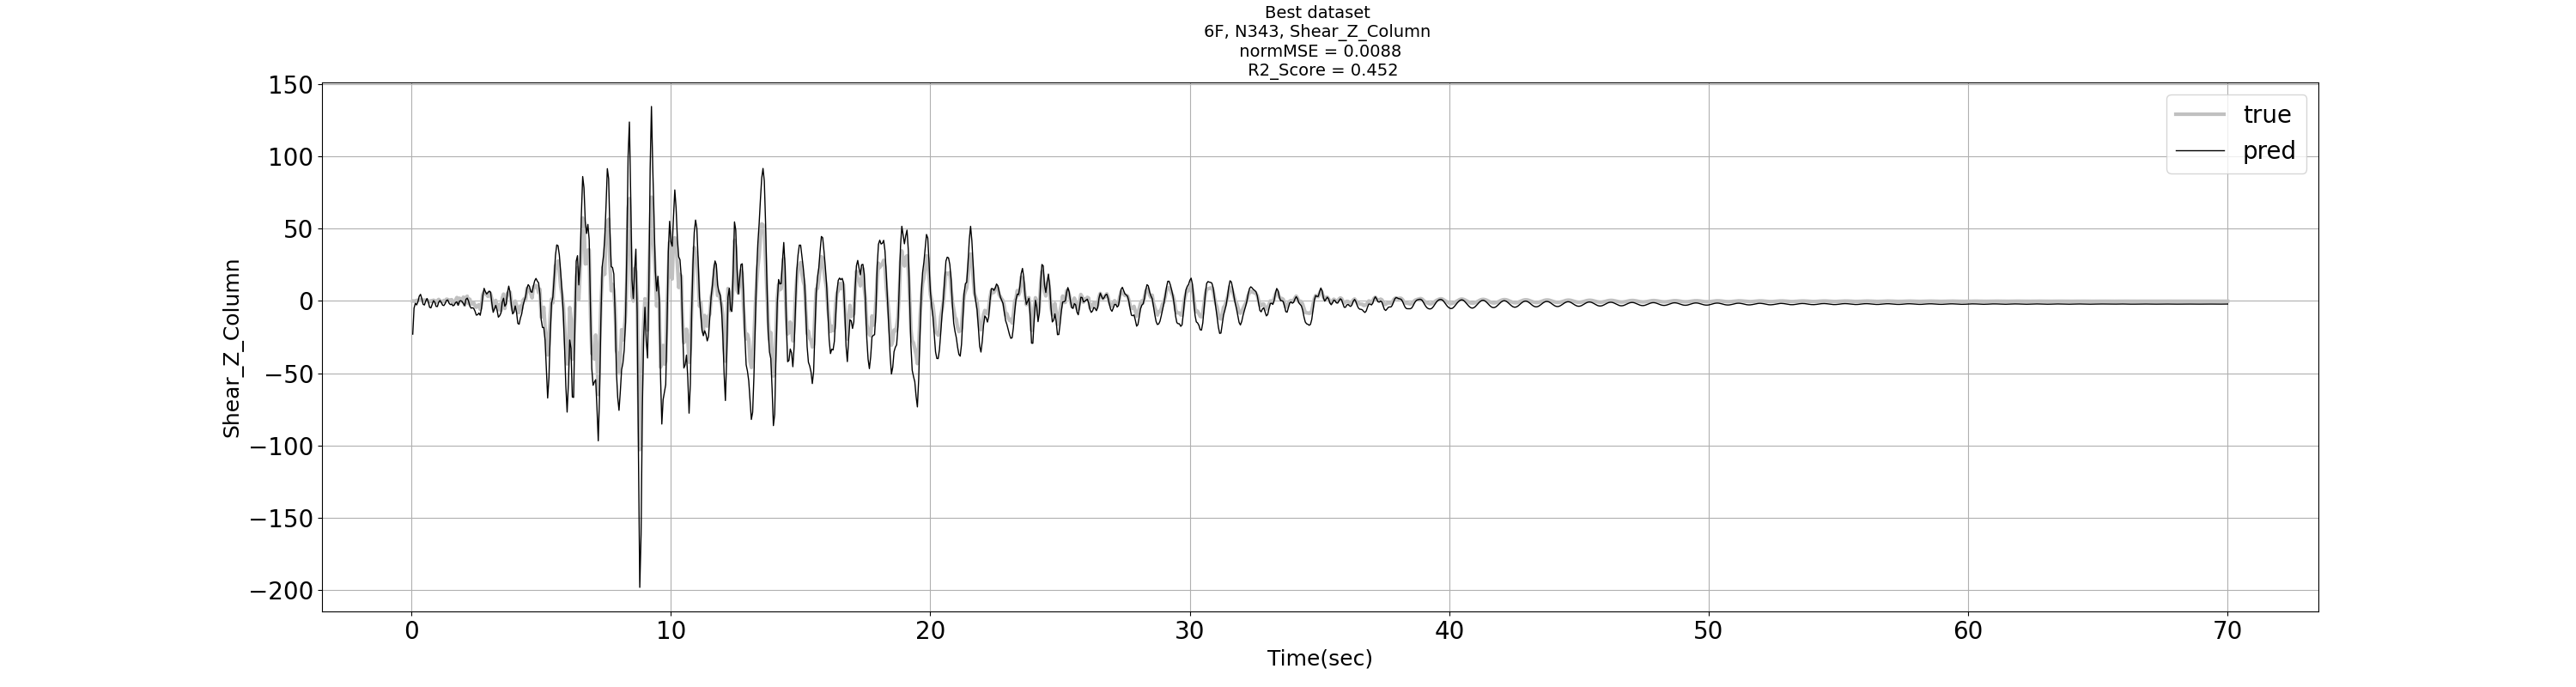 Best dataset
6F, N343, Shear_Z_Column
normMSE = 0.0088
R2_Score = 0.452
150
100
50
0
−50
−100
−150
−200
Shear_Z_Column
true
pred
0 10 20 30 40 50 60 70
Time(sec)